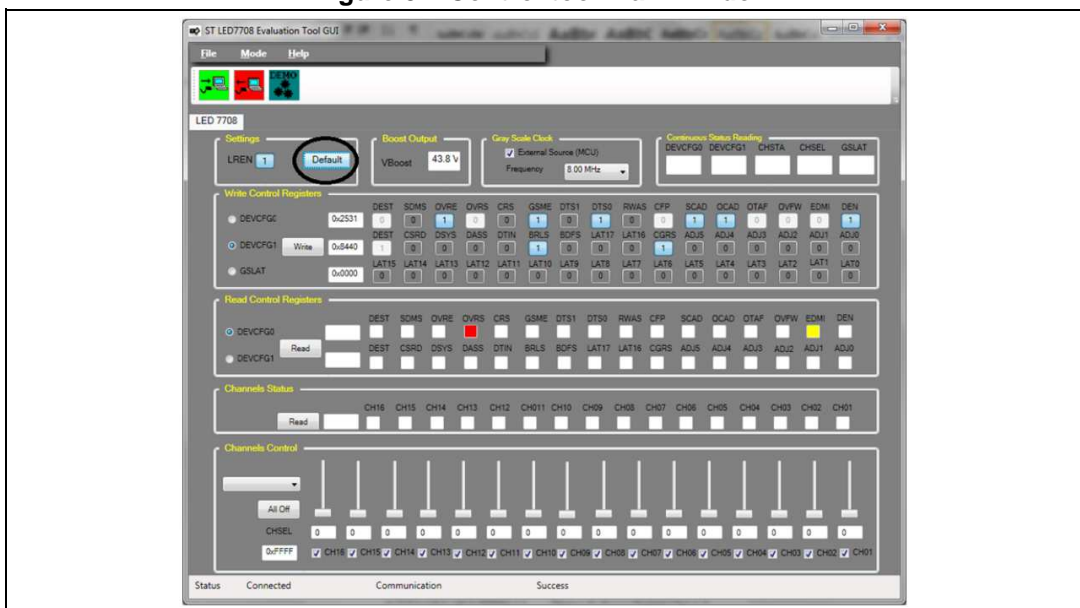 ST LED7708 Evaluation Tool GUI
File Mode Help
DEMO
LED 7708
Settings Boost Output Gray Scale Clock Continuous Status Reading
LREN 1 Default VBoost 43.8 V External Source (MCU) DEVCFG0 DEVCFG1 CHSTA CHSEL GSLAT
Frequency 8.00 MHz
Write Control Registers
DEST SDMS OVRE OVRS CRS GSME DTS1 DTS0 RWAS CFP SCAD OCAD OTAF OVFW EDMI DEN
DEVCFG0 0x2531 0 0 1 0 0 1 0 1 0 0 1 1 0 0 0 1
DEST CSRD DSYS DASS DTIN BRLS BDFS LAT17 LAT16 CGRS ADJ5 ADJ4 ADJ3 ADJ2 ADJ1 ADJ0
DEVCFG1 Write 0x8440 1 0 0 0 0 1 0 0 0 1 0 0 0 0 0 0
LAT15 LAT14 LAT13 LAT12 LAT11 LAT10 LAT9 LAT8 LAT7 LAT6 LAT5 LAT4 LAT3 LAT2 LAT1 LAT0
GSLAT 0x0000 0 0 0 0 0 0 0 0 0 0 0 0 0 0 0 0
Read Control Registers
DEST SDMS OVRE OVRS CRS GSME DTS1 DTS0 RWAS CFP SCAD OCAD OTAF OVFW EDMI DEN
DEVCFG0
Read DEST CSRD DSYS DASS DTIN BRLS BDFS LAT17 LAT16 CGRS ADJ5 ADJ4 ADJ3 ADJ2 ADJ1 ADJ0
DEVCFG1
Channels Status
CH16 CH15 CH14 CH13 CH12 CH011 CH10 CH09 CH08 CH07 CH06 CH05 CH04 CH03 CH02 CH01
Read
Channels Control
All Off
CHSEL 0 0 0 0 0 0 0 0 0 0 0 0 0 0 0 0
0xFFFF CH16 CH15 CH14 CH13 CH12 CH11 CH10 CH09 CH08 CH07 CH06 CH05 CH04 CH03 CH02 CH01
Status Connected Communication Success